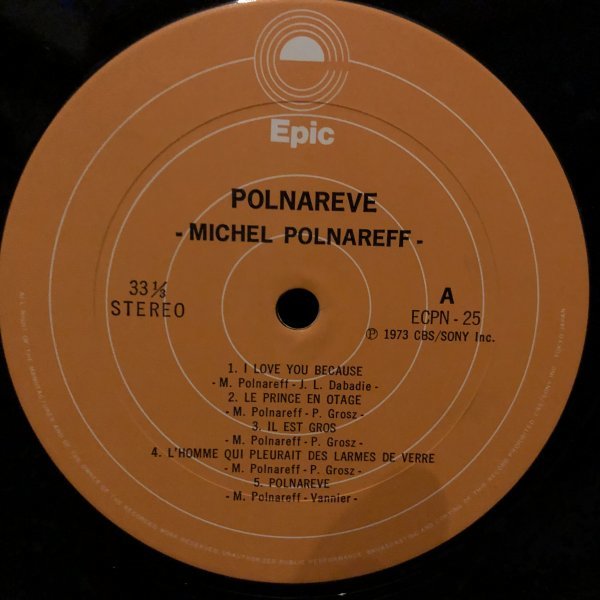 Epic
POLNAREVE
- MICHEL POLNAREFF -
33 1/3
STEREO
A
ECPN - 25
℗ 1973 CBS/SONY Inc.
1. I LOVE YOU BECAUSE
- M. Polnareff - J. L. Dabadie -
2. LE PRINCE EN OTAGE
- M. Polnareff - P. Grosz -
3. IL EST GROS
- M. Polnareff - P. Grosz -
4. L'HOMME QUI PLEURAIT DES LARMES DE VERRE
- M. Polnareff - P. Grosz -
5. POLNAREVE
- M. Polnareff - Vannier -